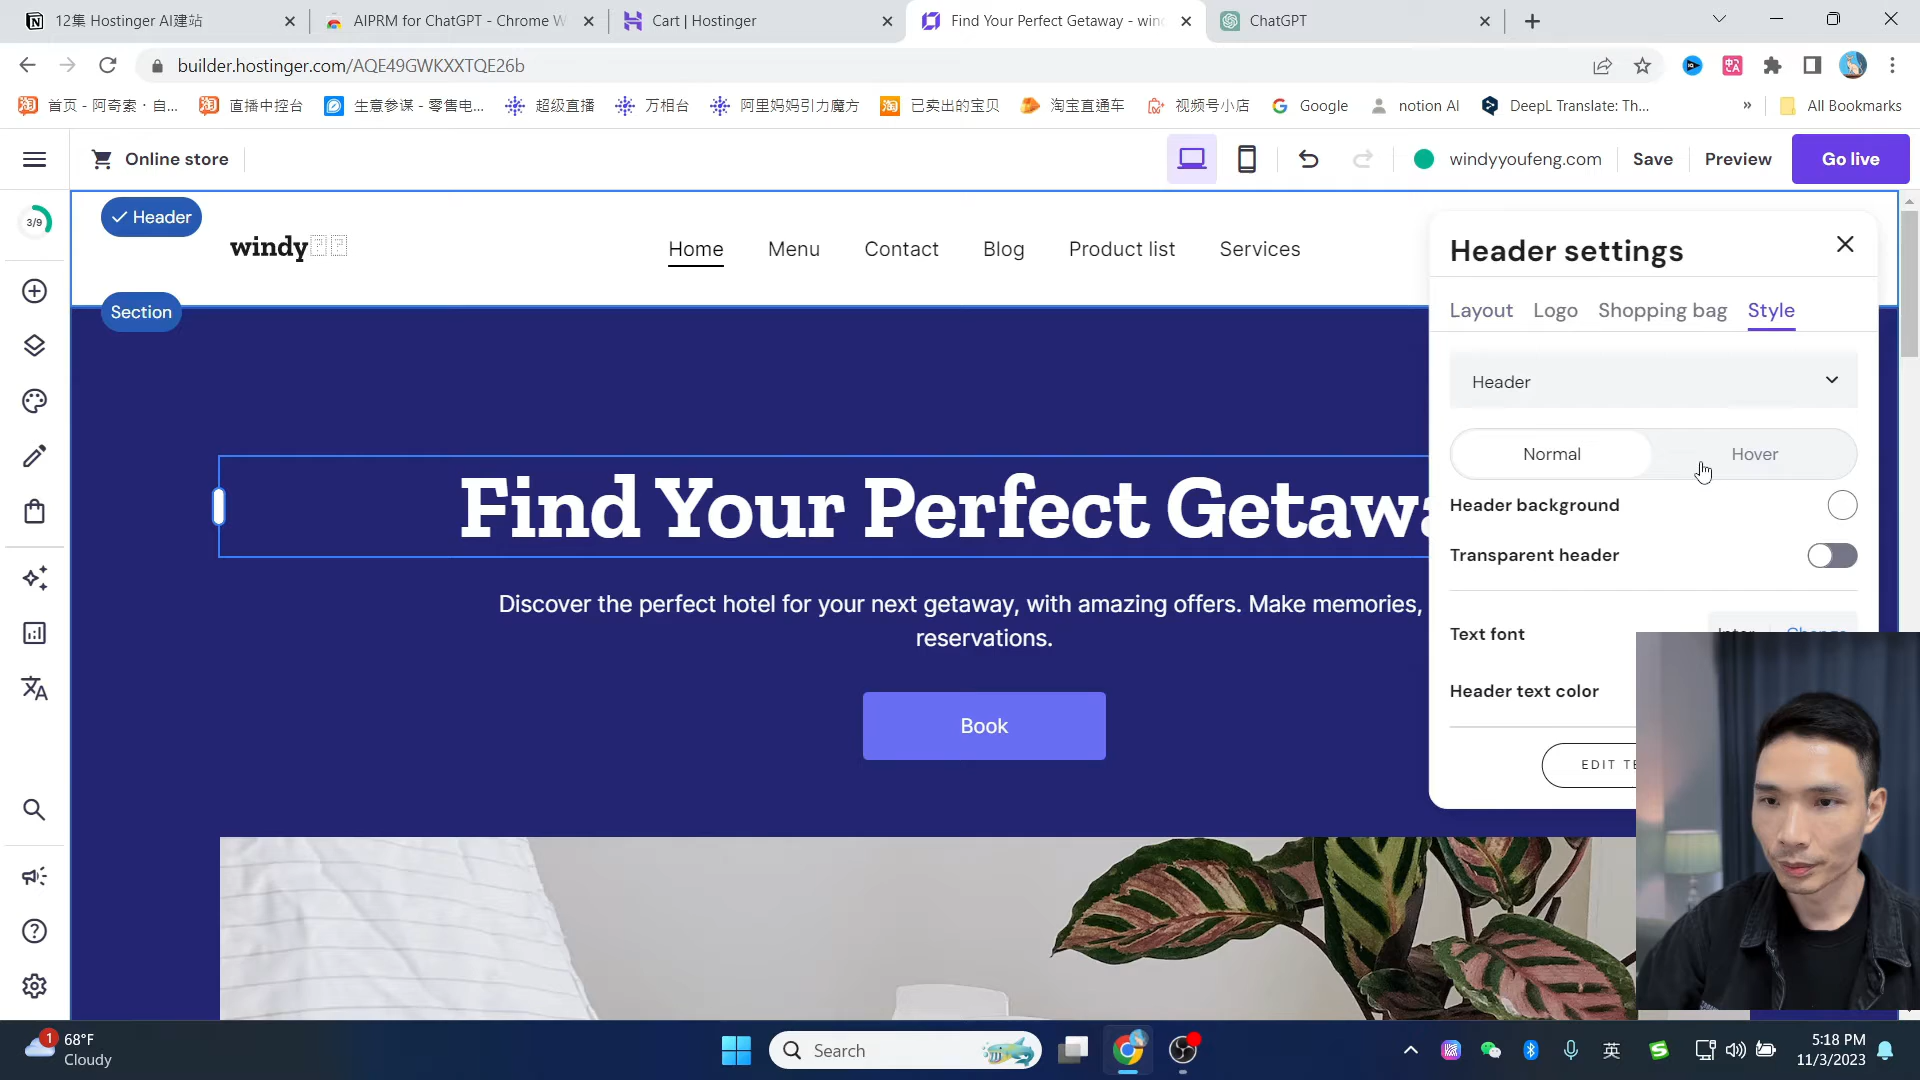 12集 Hostinger AI建站
AIPRM for ChatGPT - Chrome W
Cart | Hostinger
Find Your Perfect Getaway - win
ChatGPT
builder.hostinger.com/AQE49GWKXXTQE26b
首页 - 阿奇索 · 自...
直播中控台
生意参谋 - 零售电...
超级直播
万相台
阿里妈妈引力魔方
已卖出的宝贝
淘宝直通车
视频号小店
Google
notion AI
DeepL Translate: Th...
»
All Bookmarks
Online store
windyyoufeng.com
Save
Preview
Go live
3/9
Header
windy
Home
Menu
Contact
Blog
Product list
Services
Section
Header settings
Layout
Logo
Shopping bag
Style
Header
Normal
Hover
Header background
Transparent header
Text font
Inter
Change
Header text color
EDIT TE
Find Your Perfect Getawa
Discover the perfect hotel for your next getaway, with amazing offers. Make memories,
reservations.
Book
1
68°F
Cloudy
Search
英
5:18 PM
11/3/2023